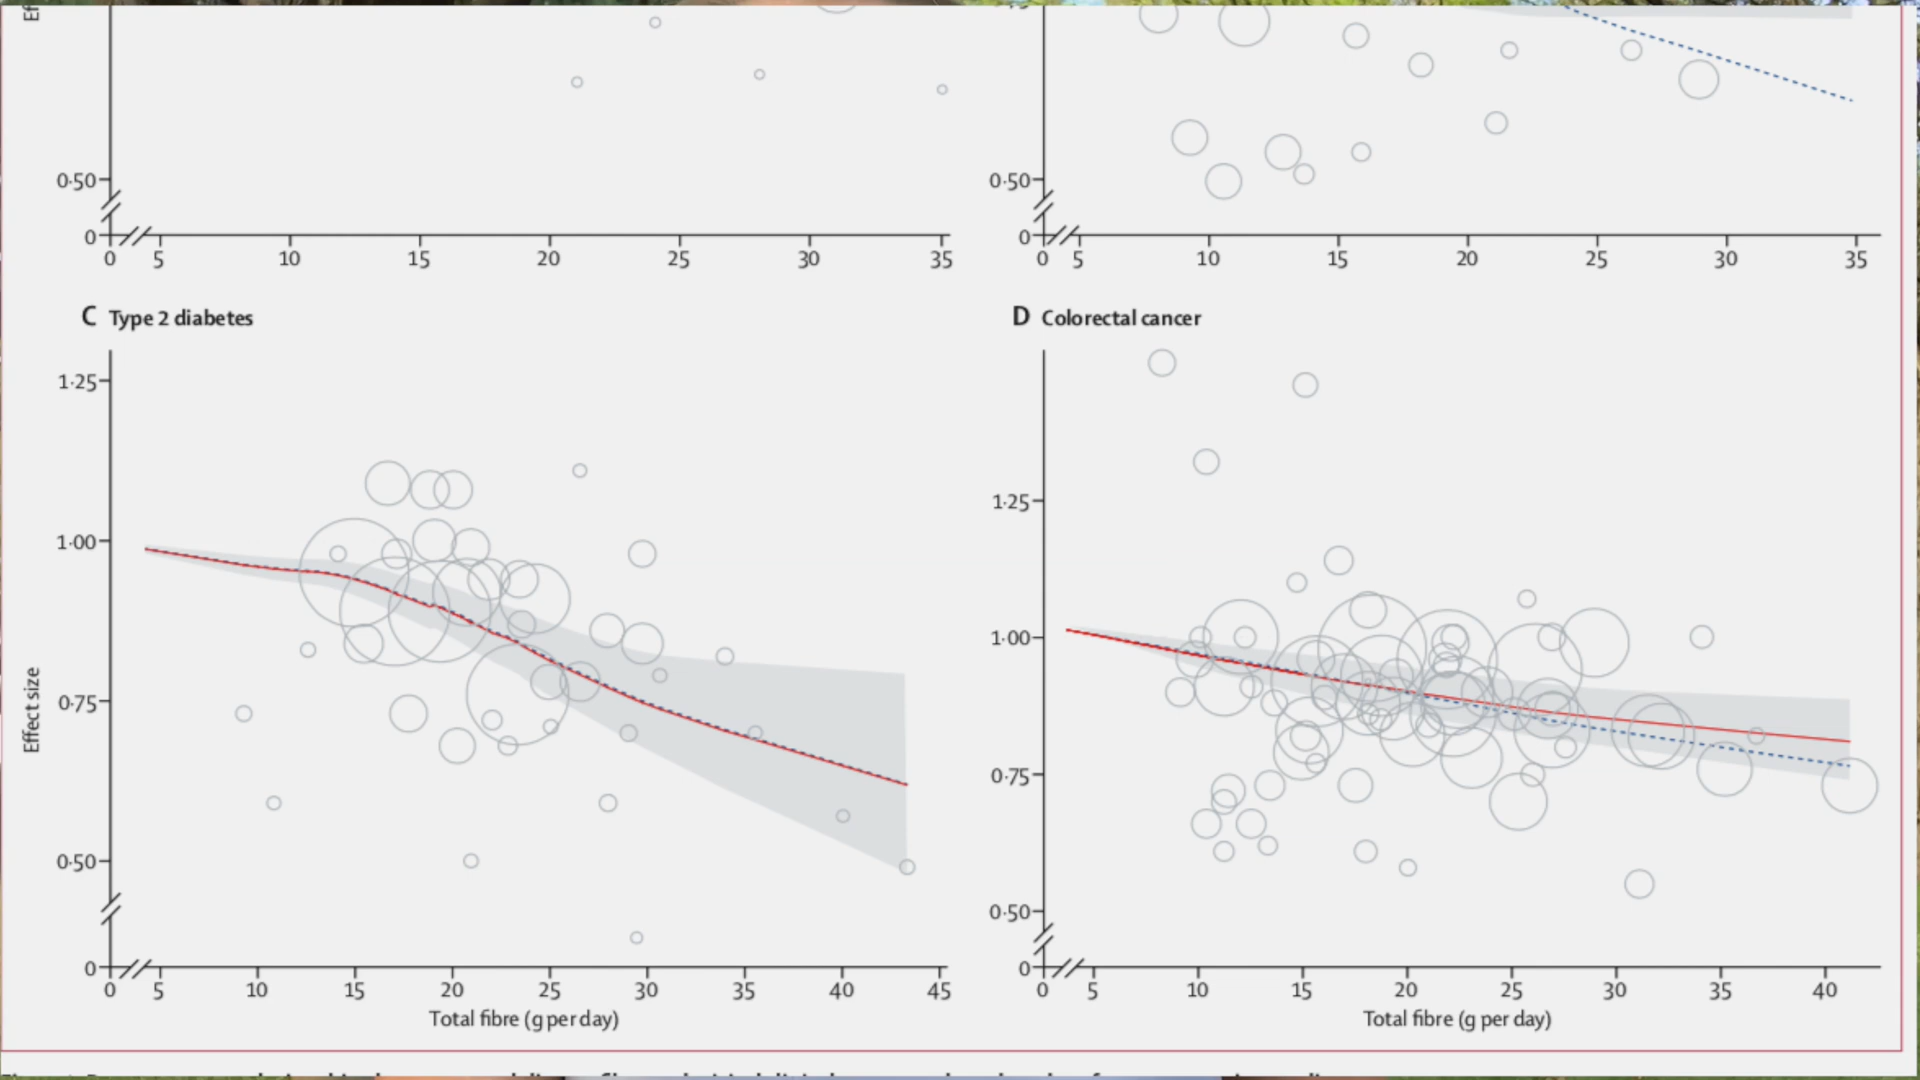 Ef
0·50
0·50
0
0
0 5 10 15 20 25 30 35
0 5 10 15 20 25 30 35
C Type 2 diabetes
D Colorectal cancer
1·25
1·00
0·75
0·50
0
Effect size
0 5 10 15 20 25 30 35 40 45
Total fibre (g per day)
1·25
1·00
0·75
0·50
0
0 5 10 15 20 25 30 35 40
Total fibre (g per day)